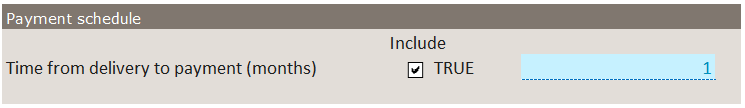 Payment schedule
Include
Time from delivery to payment (months) TRUE 1